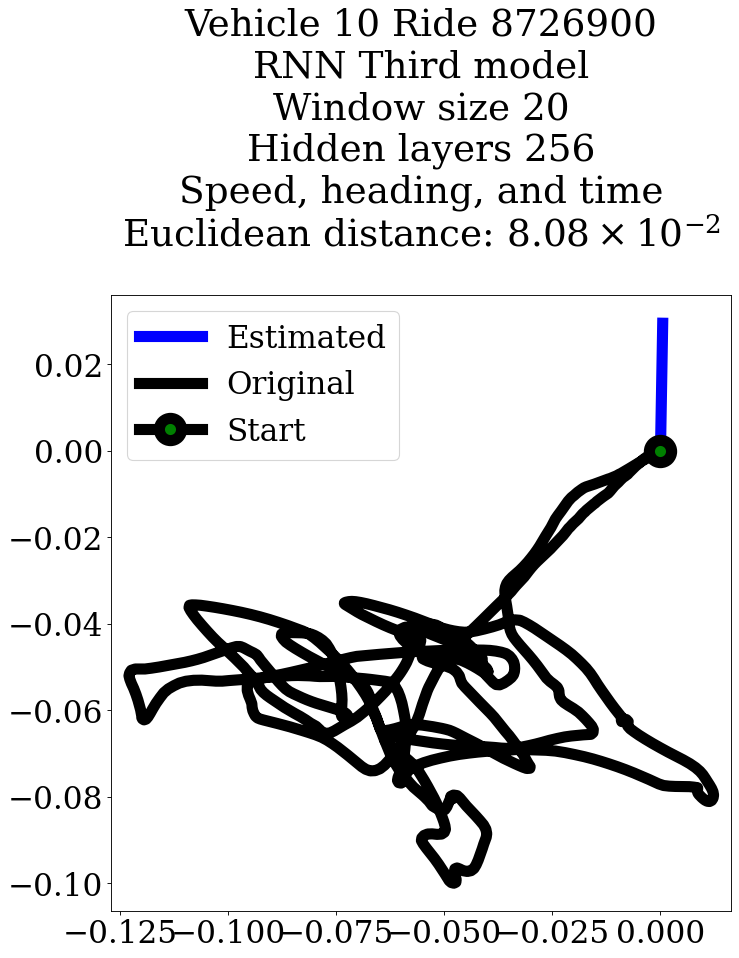 Vehicle 10 Ride 8726900
RNN Third model
Window size 20
Hidden layers 256
Speed, heading, and time
Euclidean distance: 8.08 × 10⁻²
Estimated
Original
Start
0.02
0.00
−0.02
−0.04
−0.06
−0.08
−0.10
−0.125 −0.100 −0.075 −0.050 −0.025 0.000